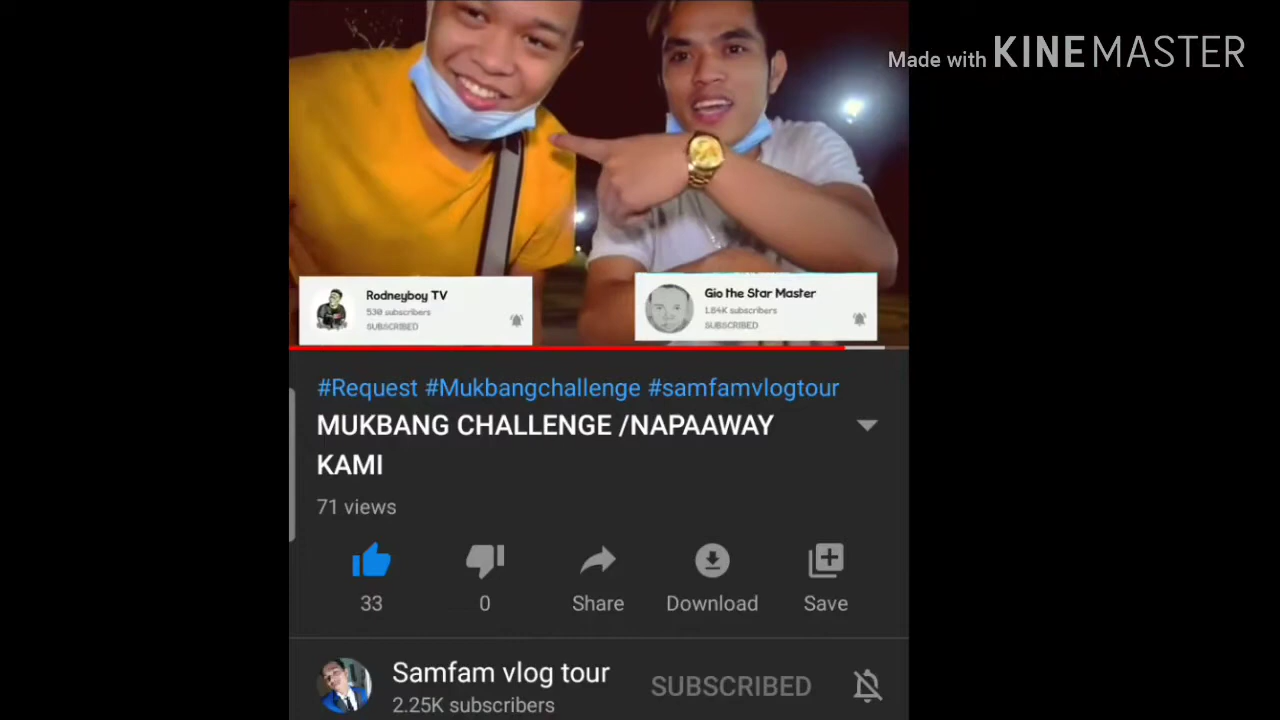 Made with KINEMASTER
Rodneyboy TV
530 subscribers
SUBSCRIBED
Gio the Star Master
1.84K subscribers
SUBSCRIBED
#Request #Mukbangchallenge #samfamvlogtour
MUKBANG CHALLENGE /NAPAAWAY
KAMI
71 views
33
0
Share
Download
Save
Samfam vlog tour
2.25K subscribers
SUBSCRIBED